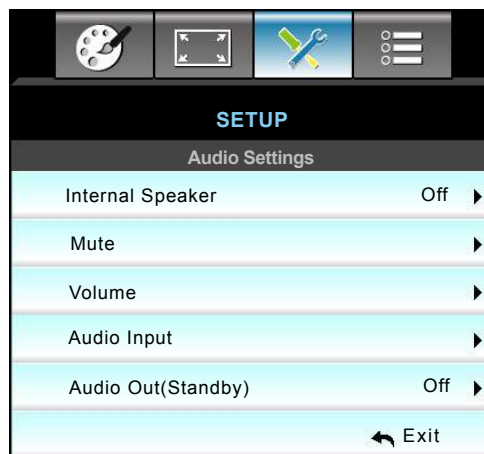 SETUP
Audio Settings
Internal Speaker Off
Mute
Volume
Audio Input
Audio Out(Standby) Off
Exit